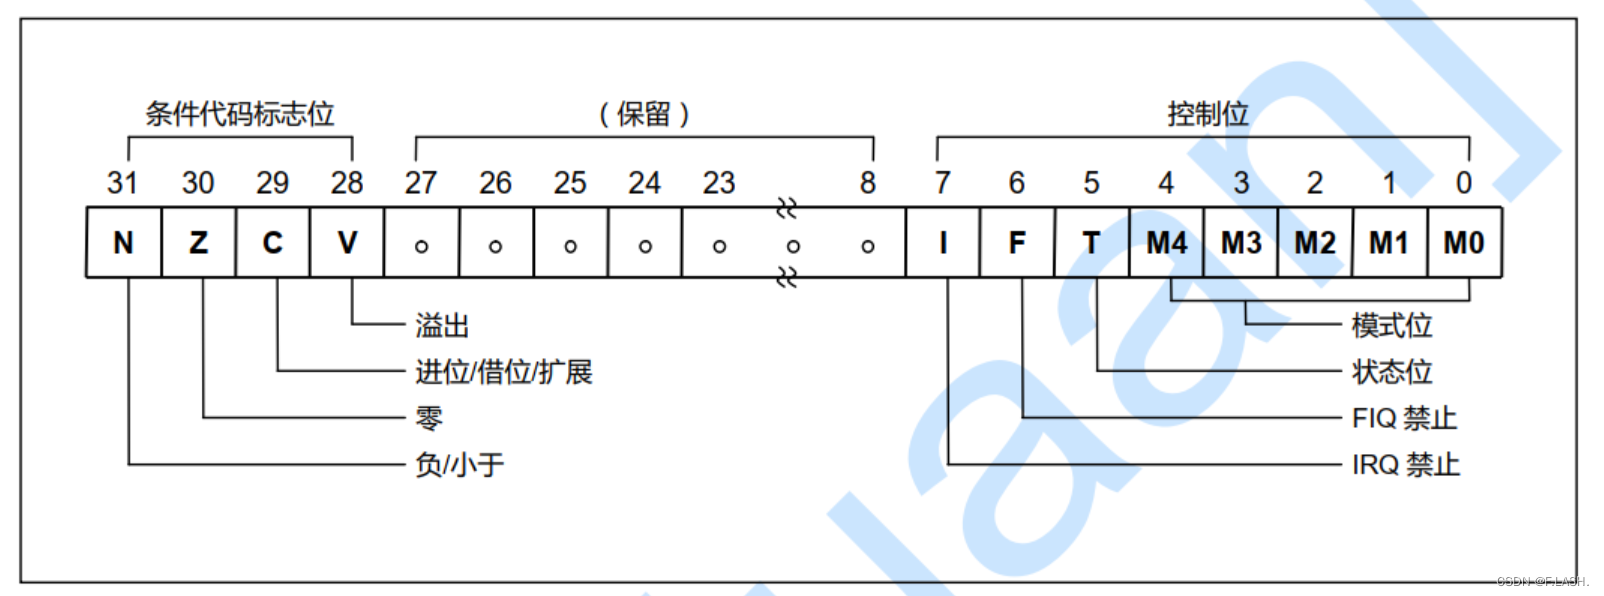 条件代码标志位 （保留） 控制位
31 30 29 28 27 26 25 24 23 8 7 6 5 4 3 2 1 0
N Z C V I F T M4 M3 M2 M1 M0
溢出 模式位
进位/借位/扩展 状态位
零 FIQ 禁止
负/小于 IRQ 禁止
CSDN @F.LASH.